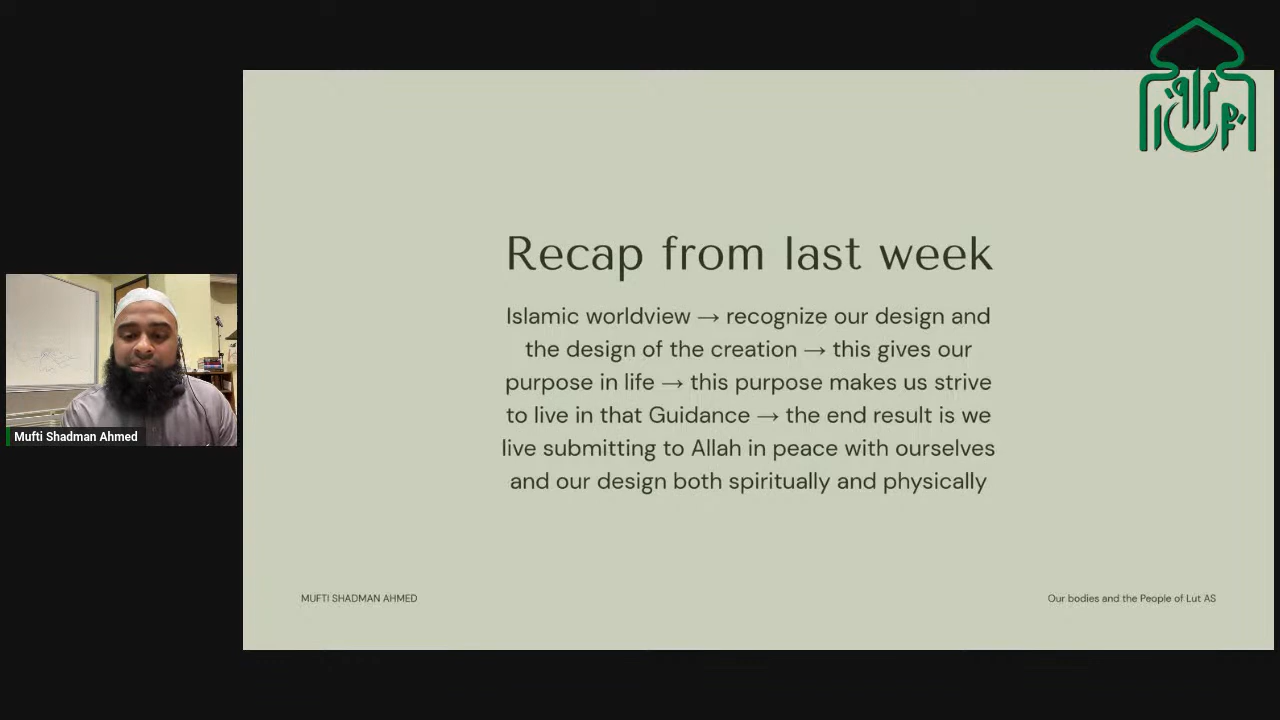 Recap from last week
Islamic worldview → recognize our design and
the design of the creation → this gives our
purpose in life → this purpose makes us strive
to live in that Guidance → the end result is we
live submitting to Allah in peace with ourselves
and our design both spiritually and physically
Mufti Shadman Ahmed
MUFTI SHADMAN AHMED
Our bodies and the People of Lut AS